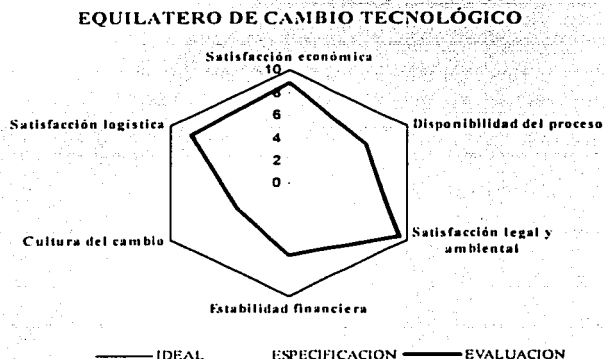 EQUILATERO DE CAMBIO TECNOLÓGICO
Satisfacción económica
10
8
Satisfacción logística
Disponibilidad del proceso
6
4
2
0
Cultura del cambio
Satisfacción legal y
ambiental
Estabilidad financiera
IDEAL ESPECIFICACION EVALUACION